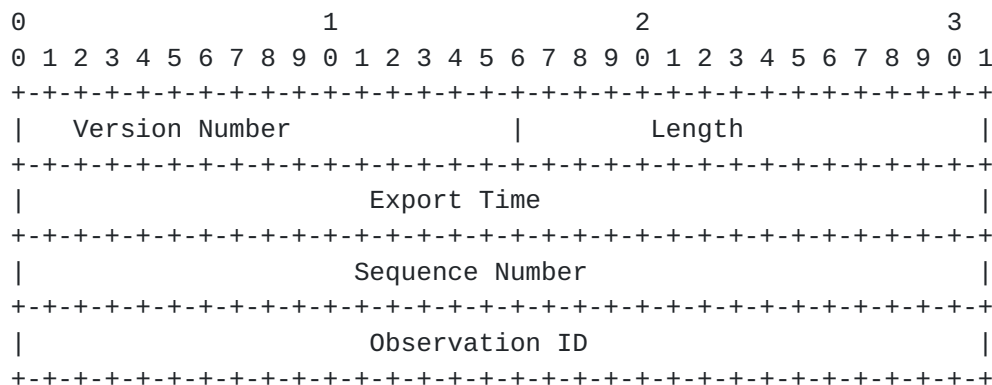 0                   1                   2                   3
0 1 2 3 4 5 6 7 8 9 0 1 2 3 4 5 6 7 8 9 0 1 2 3 4 5 6 7 8 9 0 1
+-+-+-+-+-+-+-+-+-+-+-+-+-+-+-+-+-+-+-+-+-+-+-+-+-+-+-+-+-+-+-+
|   Version Number              |        Length               |
+-+-+-+-+-+-+-+-+-+-+-+-+-+-+-+-+-+-+-+-+-+-+-+-+-+-+-+-+-+-+-+
|                      Export Time                            |
+-+-+-+-+-+-+-+-+-+-+-+-+-+-+-+-+-+-+-+-+-+-+-+-+-+-+-+-+-+-+-+
|                     Sequence Number                         |
+-+-+-+-+-+-+-+-+-+-+-+-+-+-+-+-+-+-+-+-+-+-+-+-+-+-+-+-+-+-+-+
|                      Observation ID                         |
+-+-+-+-+-+-+-+-+-+-+-+-+-+-+-+-+-+-+-+-+-+-+-+-+-+-+-+-+-+-+-+